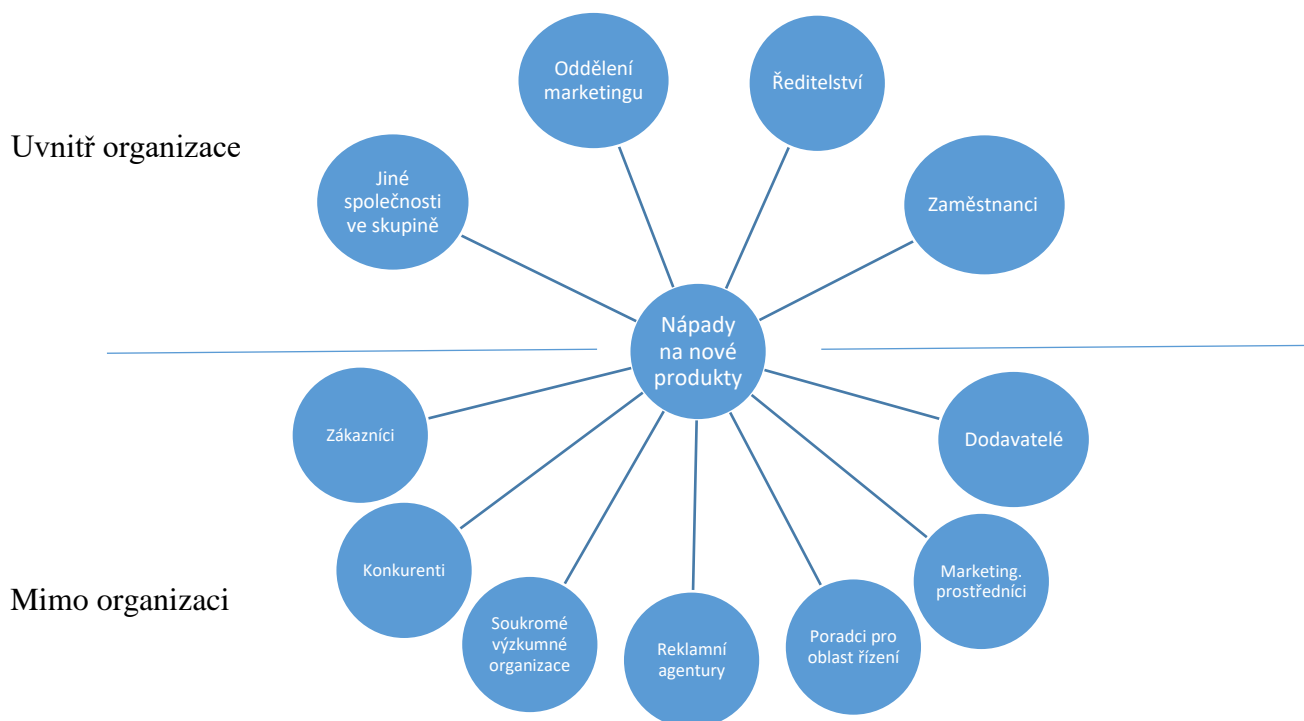 Oddělení
marketingu
Ředitelství
Uvnitř organizace
Jiné
společnosti
ve skupině
Zaměstnanci
Nápady
na nové
produkty
Zákazníci
Dodavatelé
Konkurenti
Marketing.
prostředníci
Mimo organizaci
Soukromé
výzkumné
organizace
Reklamní
agentury
Poradci pro
oblast řízení